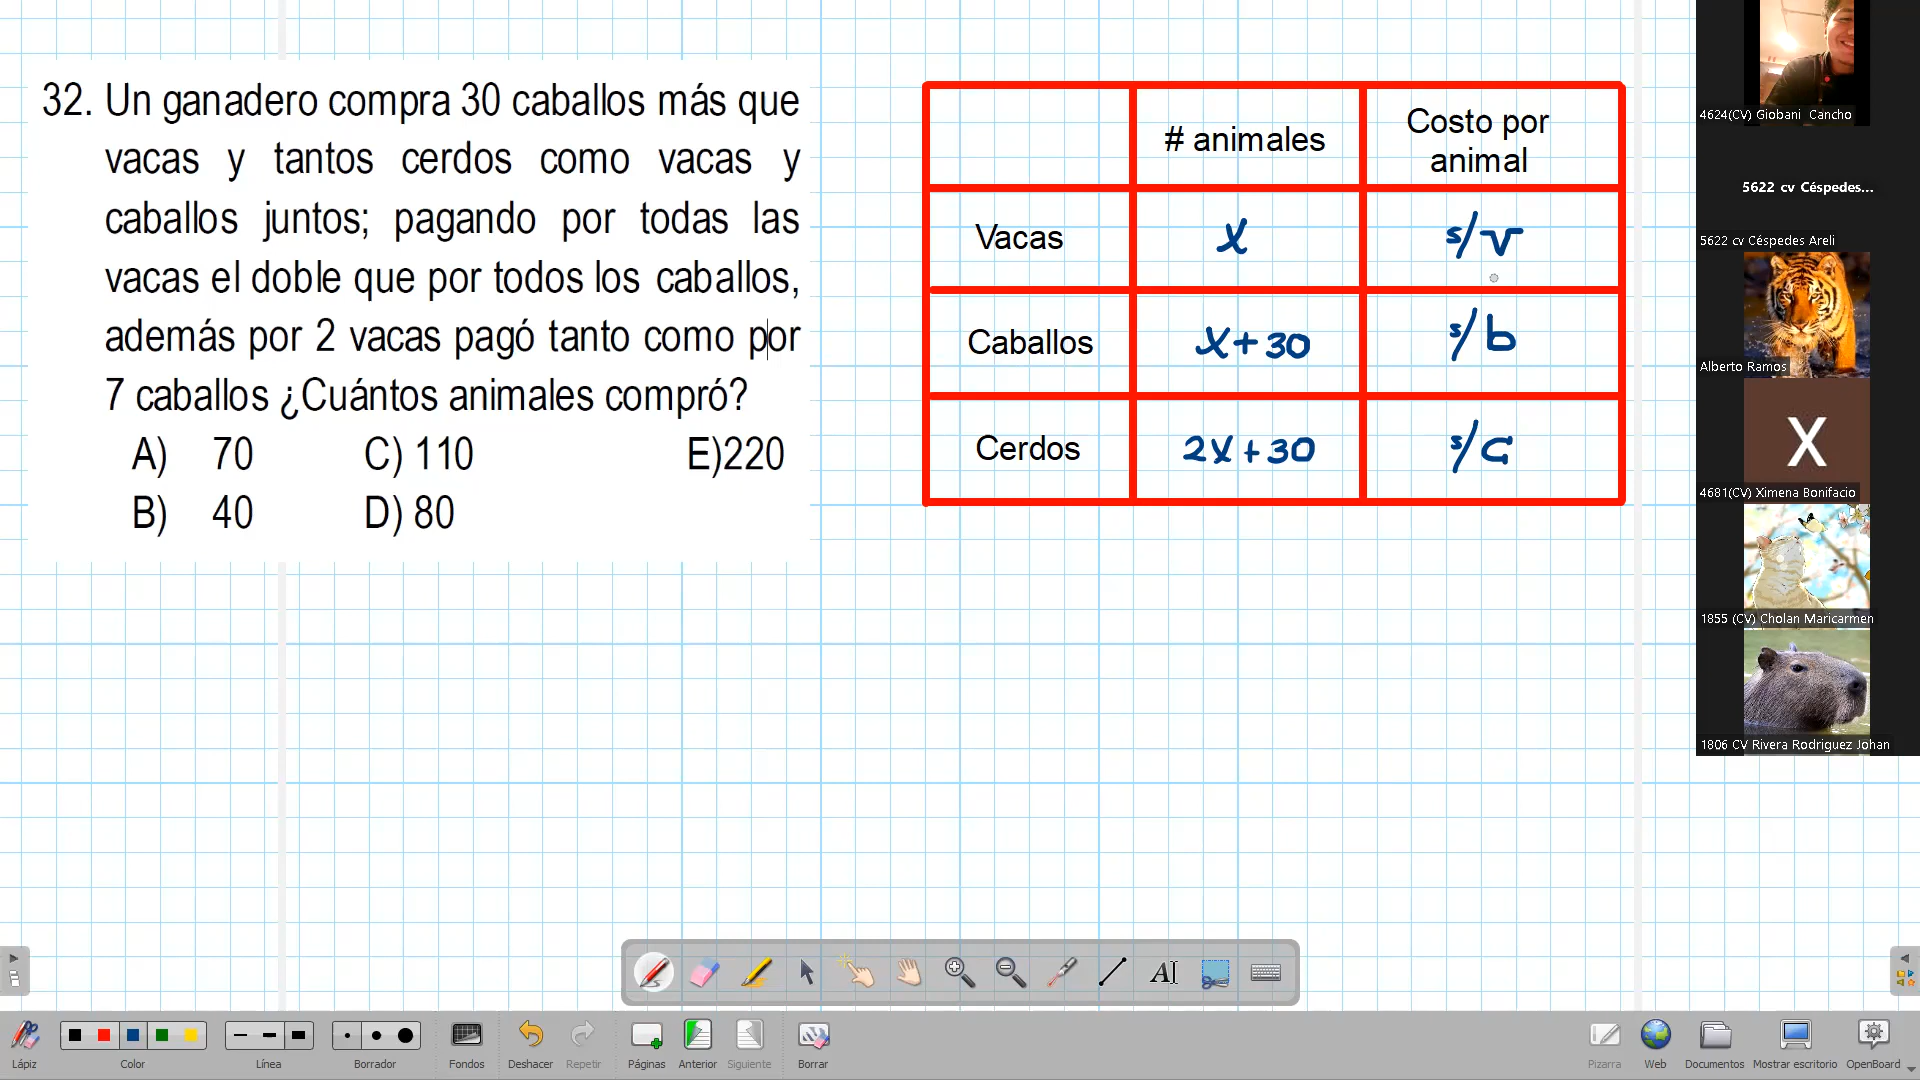 32. Un ganadero compra 30 caballos más que
vacas y tantos cerdos como vacas y
caballos juntos; pagando por todas las
vacas el doble que por todos los caballos,
además por 2 vacas pagó tanto como por
7 caballos ¿Cuántos animales compró?
A) 70 C) 110 E)220
B) 40 D) 80
# animales
Costo por
animal
Vacas x s/v
Caballos x+30 s/b
Cerdos 2x+30 s/c
4624(CV) Giobani Cancho
5622 cv Céspedes...
5622 cv Céspedes Areli
Alberto Ramos
X
4681(CV) Ximena Bonifacio
1855 (CV) Cholan Maricarmen
1806 CV Rivera Rodriguez Johan
AI
Lápiz Color Línea Borrador Fondos Deshacer Repetir Páginas Anterior Siguiente Borrar Pizarra Web Documentos Mostrar escritorio OpenBoard